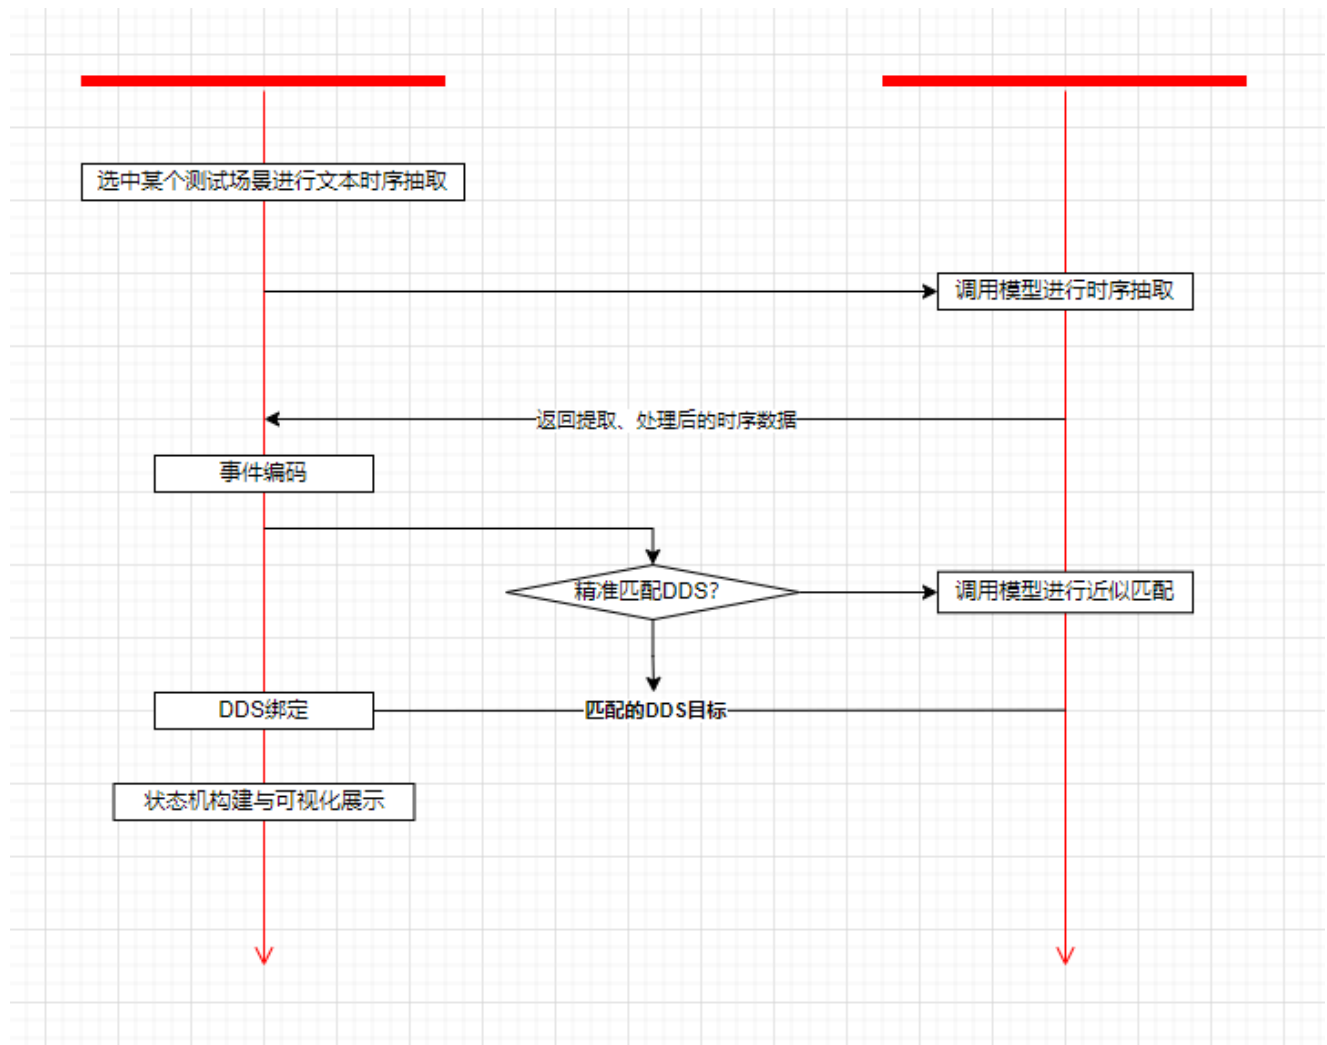 选中某个测试场景进行文本时序抽取
调用模型进行时序抽取
返回提取、处理后的时序数据
事件编码
精准匹配DDS?
调用模型进行近似匹配
DDS绑定
匹配的DDS目标
状态机构建与可视化展示